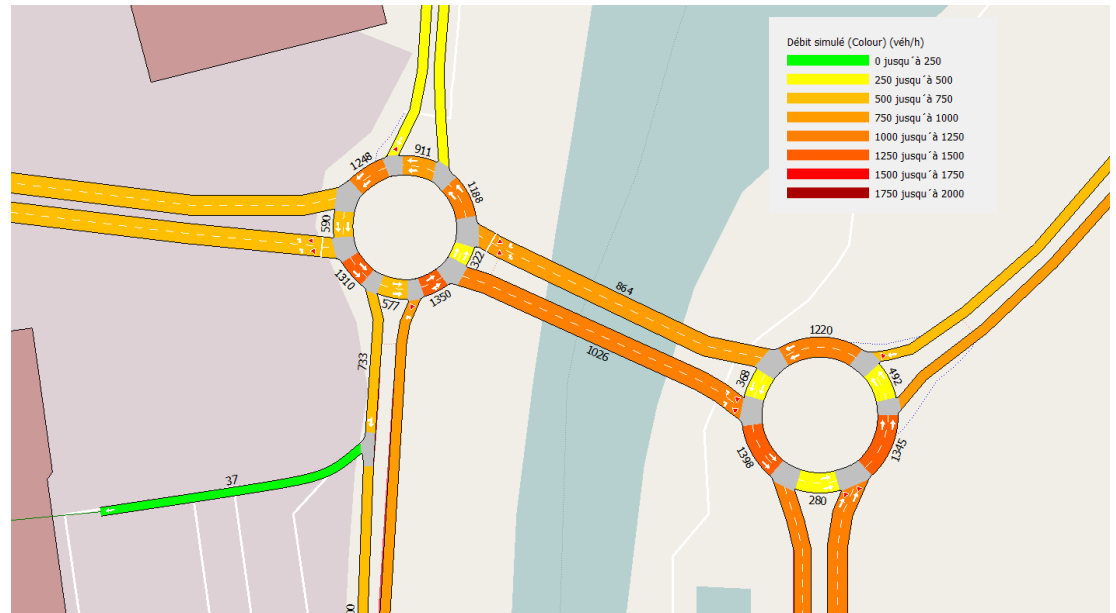 Débit simulé (Colour) (véh/h)
0 jusqu´à 250
250 jusqu´à 500
500 jusqu´à 750
750 jusqu´à 1000
1000 jusqu´à 1250
1250 jusqu´à 1500
1500 jusqu´à 1750
1750 jusqu´à 2000
911
1248
1188
590
322
1310
577
1350
864
1026
733
37
1220
368
492
1398
1345
280